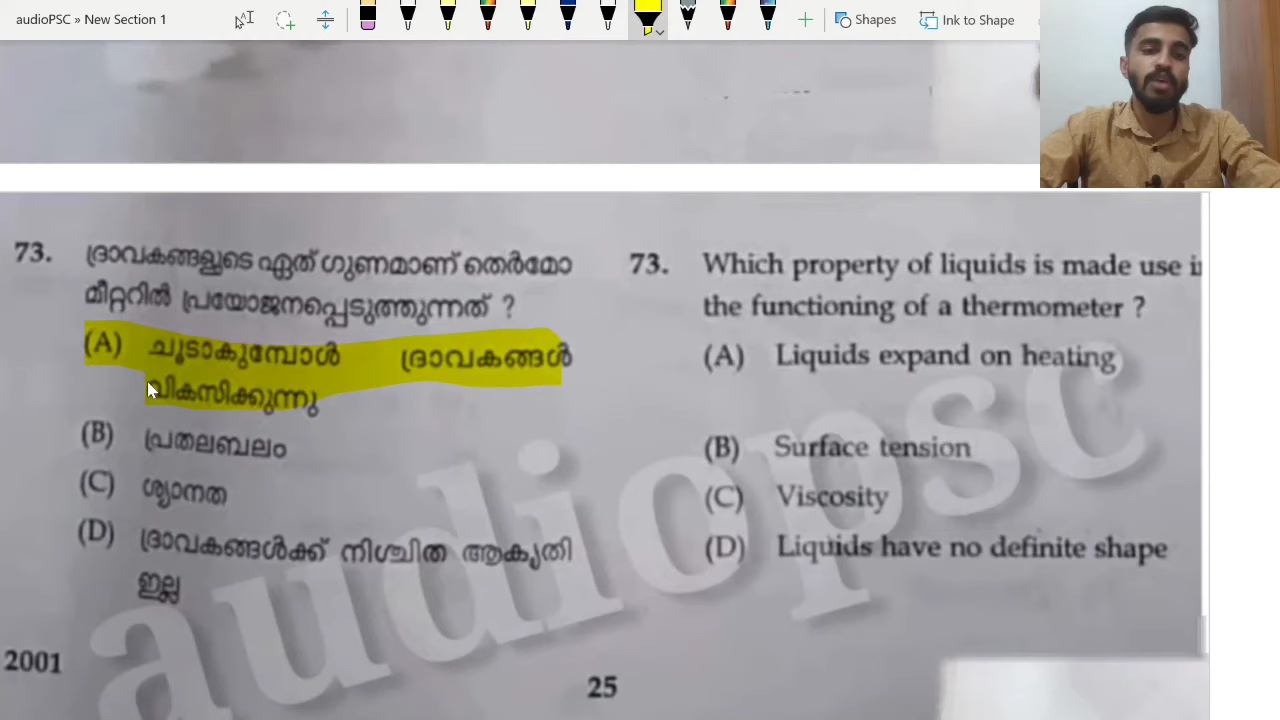 audioPSC » New Section 1
Shapes
Ink to Shape
73. ദ്രാവകങ്ങളുടെ ഏത് ഗുണമാണ് തെർമോ
മീറ്ററിൽ പ്രയോജനപ്പെടുത്തുന്നത് ?
(A) ചൂടാകുമ്പോൾ ദ്രാവകങ്ങൾ
വികസിക്കുന്നു
(B) പ്രതലബലം
(C) ശ്യാനത
(D) ദ്രാവകങ്ങൾക്ക് നിശ്ചിത ആകൃതി
ഇല്ല
73. Which property of liquids is made use i
the functioning of a thermometer ?
(A) Liquids expand on heating
(B) Surface tension
(C) Viscosity
(D) Liquids have no definite shape
audiopsc
2001
25